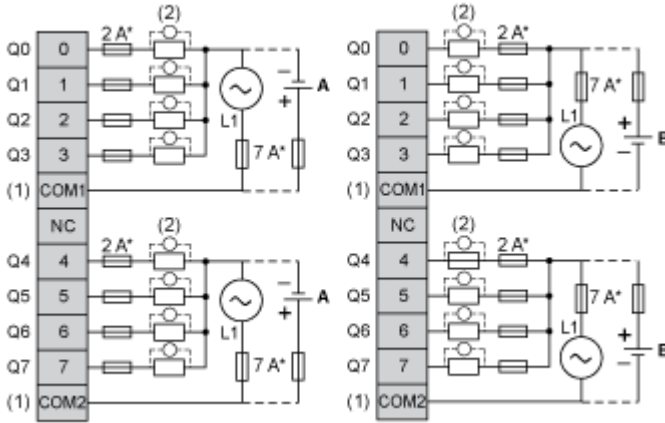 (2)
Q0 0 2 A*
Q1 1 − A
Q2 2 +
L1
Q3 3 7 A*
(1) COM1
NC
(2)
Q4 4 2 A*
Q5 5 − A
Q6 6 +
L1
Q7 7 7 A*
(1) COM2
(2)
Q0 0 2 A*
Q1 1 7 A*
Q2 2 L1 +
Q3 3 − B
(1) COM1
NC
(2)
Q4 4 2 A*
Q5 5 7 A*
Q6 6 L1 +
Q7 7 −
(1) COM2